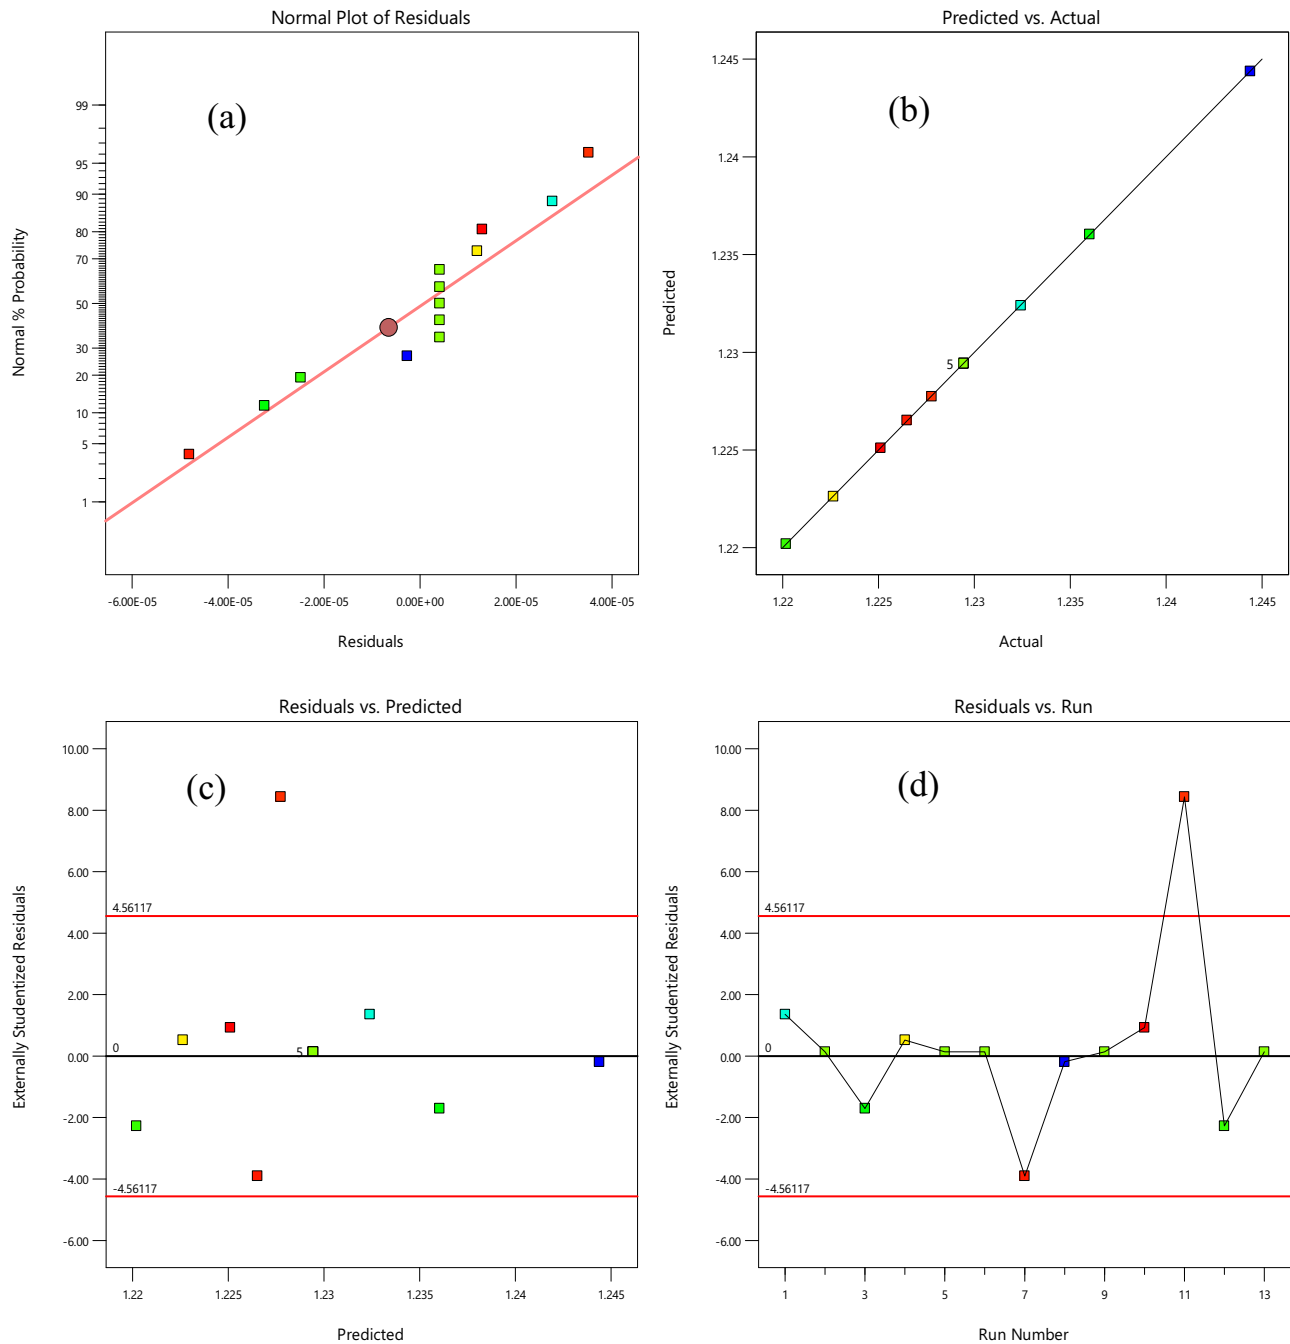 Normal Plot of Residuals
(a)
Normal % Probability
99
95
90
80
70
50
30
20
10
5
1
-6.00E-05 -4.00E-05 -2.00E-05 0.00E+00 2.00E-05 4.00E-05
Residuals
Predicted vs. Actual
(b)
Predicted
1.245
1.24
1.235
1.23
5
1.225
1.22
1.22 1.225 1.23 1.235 1.24 1.245
Actual
Residuals vs. Predicted
(c)
Externally Studentized Residuals
10.00
8.00
6.00
4.56117
4.00
2.00
0
5
0.00
-2.00
-4.00
-4.56117
-6.00
1.22 1.225 1.23 1.235 1.24 1.245
Predicted
Residuals vs. Run
(d)
Externally Studentized Residuals
10.00
8.00
6.00
4.56117
4.00
2.00
0
0.00
-2.00
-4.00
-4.56117
-6.00
1 3 5 7 9 11 13
Run Number